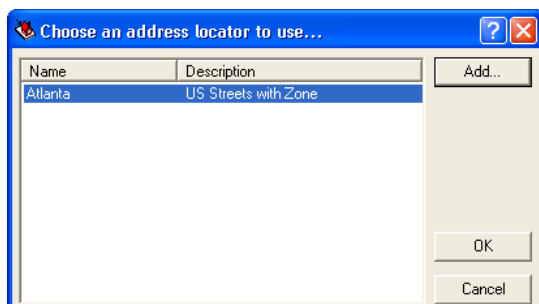 Choose an address locator to use...
Name Description Add...
Atlanta US Streets with Zone
OK
Cancel